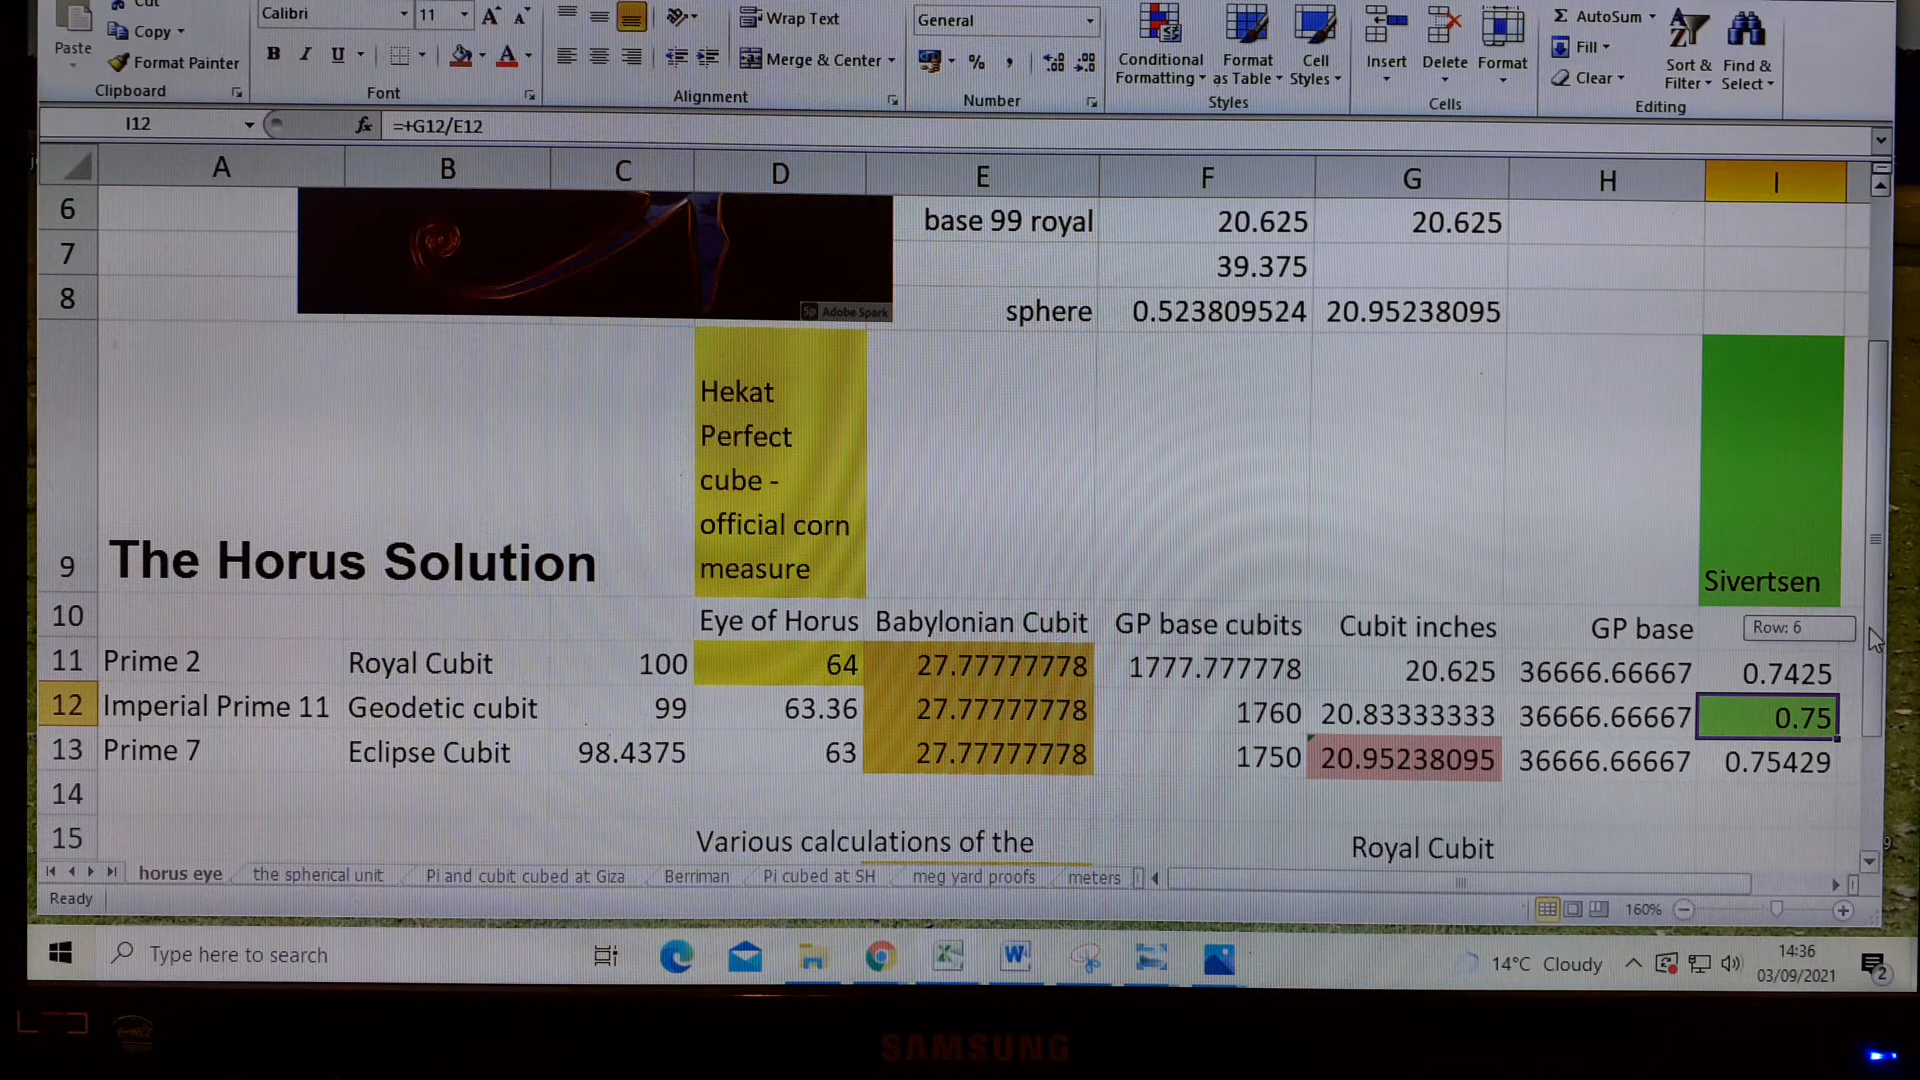 Cut
Calibri 11 Wrap Text General AutoSum
Paste Copy B I U % Fill
Format Painter Merge & Center Conditional Formatting Format as Table Cell Styles Insert Delete Format Clear Sort & Filter Find & Select
Clipboard Font Alignment Number Styles Cells Editing
I12 fx =+G12/E12
A B C D E F G H I
6 base 99 royal 20.625 20.625
7 39.375
8 Sp Adobe Spark sphere 0.523809524 20.95238095
Hekat
Perfect
cube -
official corn
9 The Horus Solution measure Sivertsen
10 Eye of Horus Babylonian Cubit GP base cubits Cubit inches GP base Row: 6
11 Prime 2 Royal Cubit 100 64 27.77777778 1777.777778 20.625 36666.66667 0.7425
12 Imperial Prime 11 Geodetic cubit 99 63.36 27.77777778 1760 20.83333333 36666.66667 0.75
13 Prime 7 Eclipse Cubit 98.4375 63 27.77777778 1750 20.95238095 36666.66667 0.75429
14
15 Various calculations of the Royal Cubit
horus eye the spherical unit Pi and cubit cubed at Giza Berriman Pi cubed at SH meg yard proofs meters
Ready 160%
Type here to search 14°C Cloudy 14:36
03/09/2021 2
SAMSUNG